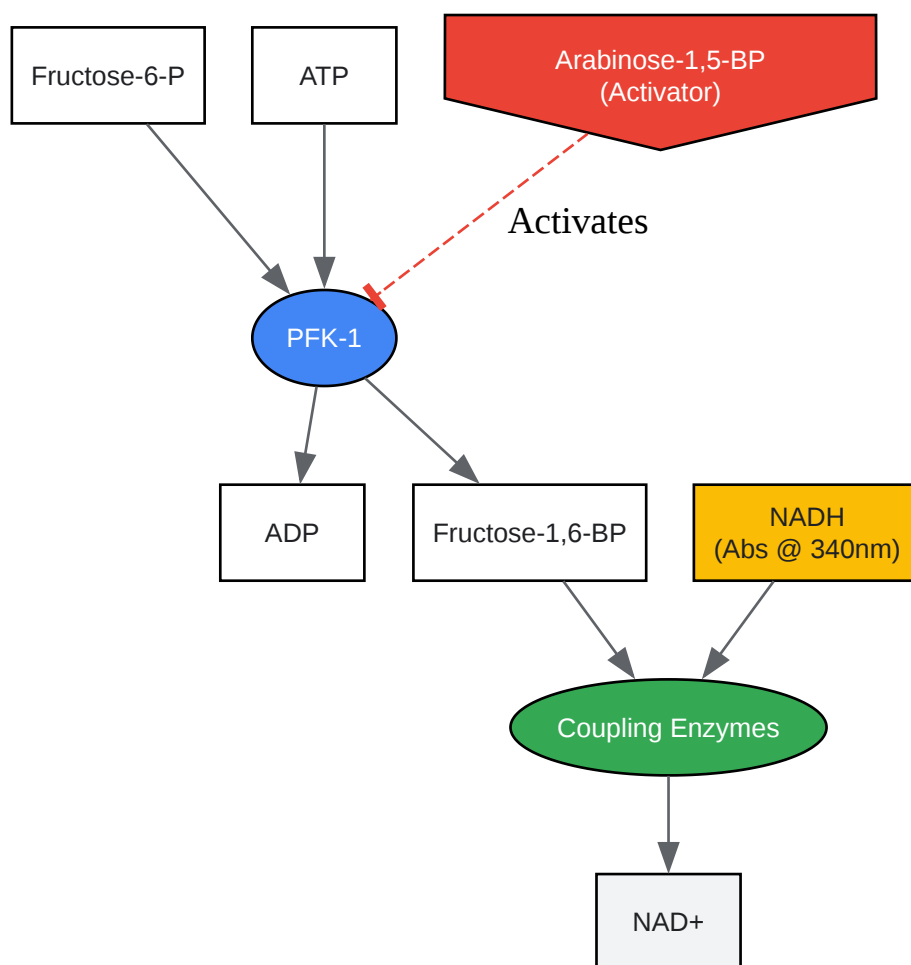 Fructose-6-P
ATP
Arabinose-1,5-BP
(Activator)
Activates
PFK-1
ADP
Fructose-1,6-BP
NADH
(Abs @ 340nm)
Coupling Enzymes
NAD+